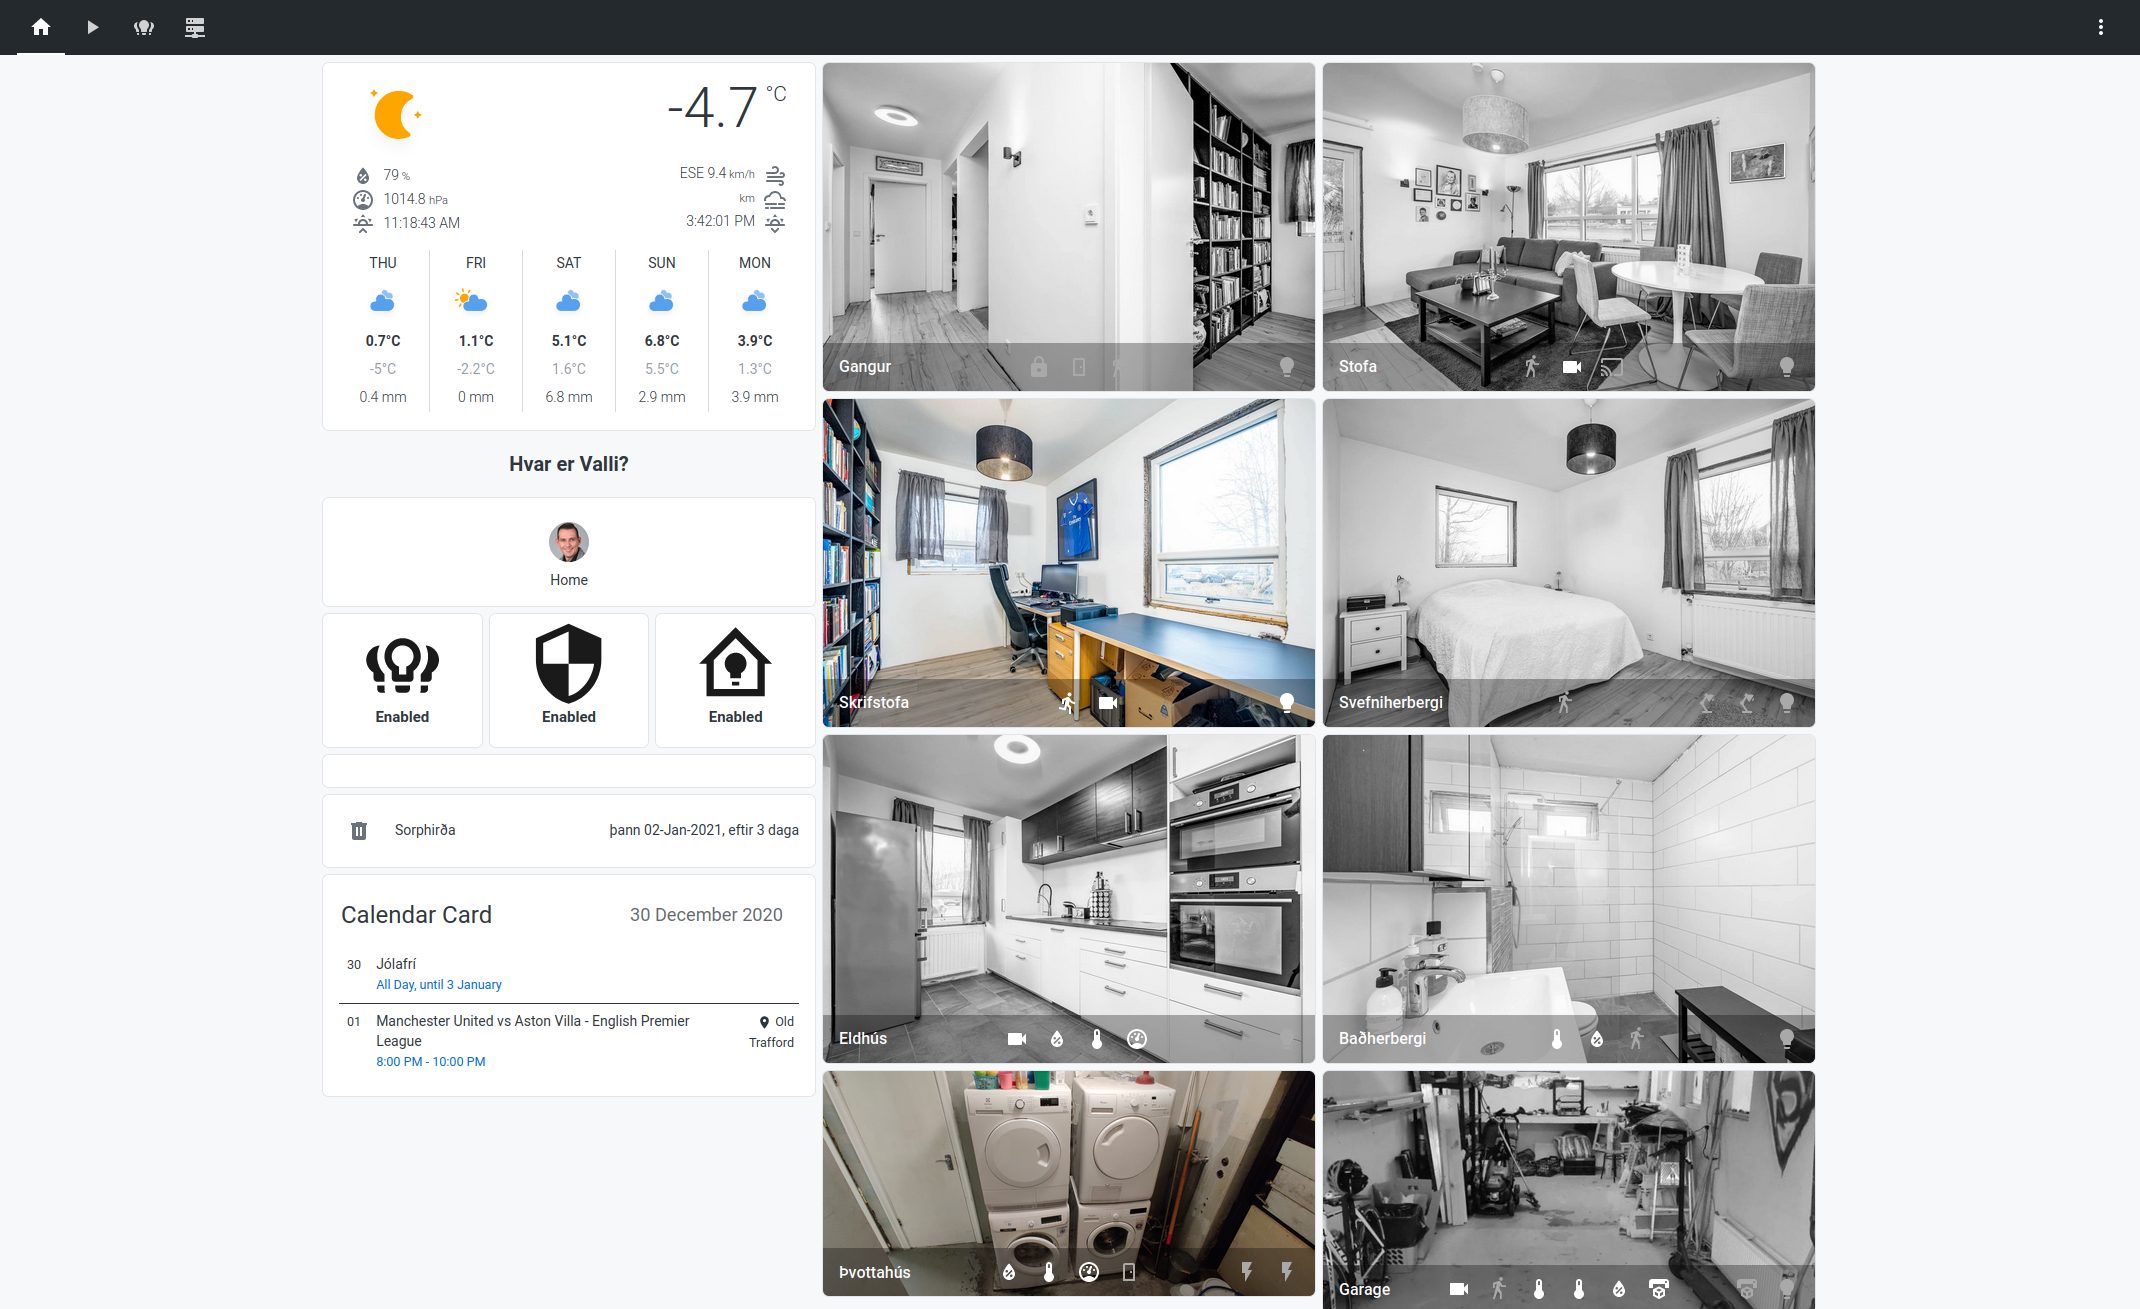 -4.7 °C
79 %
ESE 9.4 km/h
1014.8 hPa
km
11:18:43 AM
3:42:01 PM
THU FRI SAT SUN MON
0.7°C 1.1°C 5.1°C 6.8°C 3.9°C
-5°C -2.2°C 1.6°C 5.5°C 1.3°C
0.4 mm 0 mm 6.8 mm 2.9 mm 3.9 mm
Hvar er Valli?
Home
Enabled Enabled Enabled
Sorphirða þann 02-Jan-2021, eftir 3 daga
Calendar Card 30 December 2020
30 Jólafrí
All Day, until 3 January
01 Manchester United vs Aston Villa - English Premier
League
Old
Trafford
8:00 PM - 10:00 PM
Gangur
Stofa
Skrifstofa
Svefniherbergi
Eldhús
Baðherbergi
Þvottahús
Garage